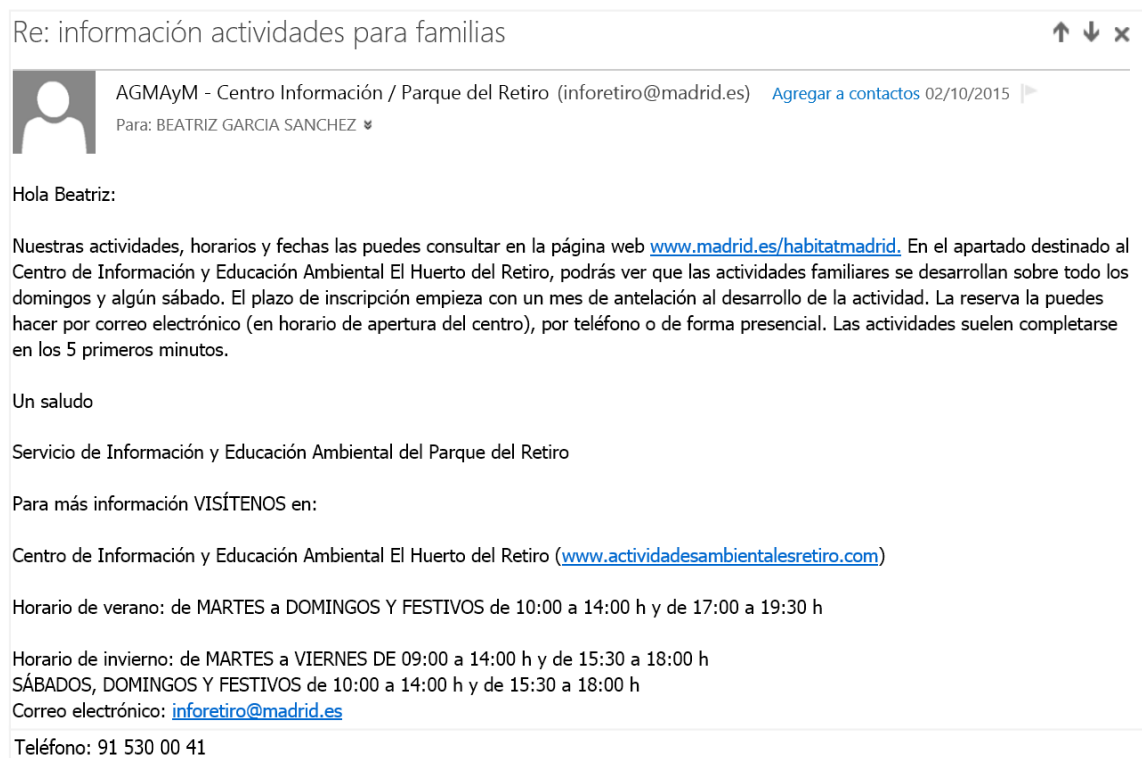 Re: información actividades para familias
AGMAyM - Centro Información / Parque del Retiro (inforetiro@madrid.es) Agregar a contactos 02/10/2015
Para: BEATRIZ GARCIA SANCHEZ
Hola Beatriz:
Nuestras actividades, horarios y fechas las puedes consultar en la página web www.madrid.es/habitatmadrid. En el apartado destinado al
Centro de Información y Educación Ambiental El Huerto del Retiro, podrás ver que las actividades familiares se desarrollan sobre todo los
domingos y algún sábado. El plazo de inscripción empieza con un mes de antelación al desarrollo de la actividad. La reserva la puedes
hacer por correo electrónico (en horario de apertura del centro), por teléfono o de forma presencial. Las actividades suelen completarse
en los 5 primeros minutos.
Un saludo
Servicio de Información y Educación Ambiental del Parque del Retiro
Para más información VISÍTENOS en:
Centro de Información y Educación Ambiental El Huerto del Retiro (www.actividadesambientalesretiro.com)
Horario de verano: de MARTES a DOMINGOS Y FESTIVOS de 10:00 a 14:00 h y de 17:00 a 19:30 h
Horario de invierno: de MARTES a VIERNES DE 09:00 a 14:00 h y de 15:30 a 18:00 h
SÁBADOS, DOMINGOS Y FESTIVOS de 10:00 a 14:00 h y de 15:30 a 18:00 h
Correo electrónico: inforetiro@madrid.es
Teléfono: 91 530 00 41